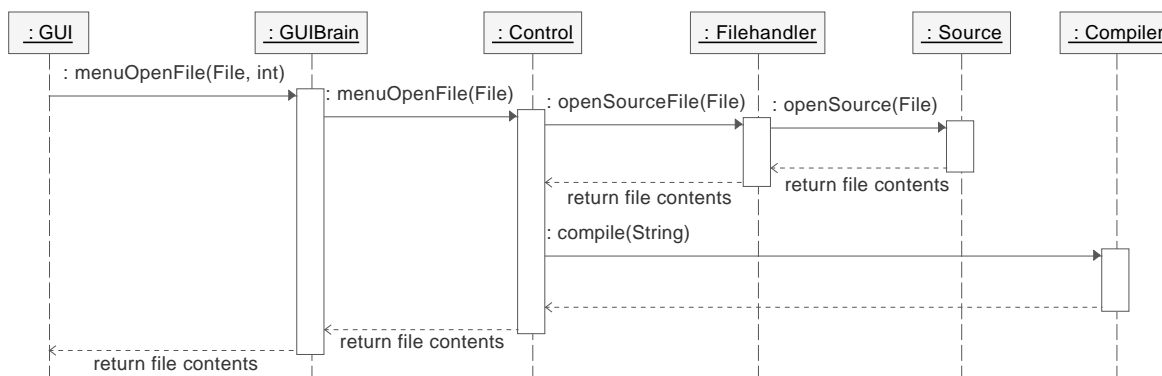 : GUI
: GUIBrain
: Control
: Filehandler
: Source
: Compiler
: menuOpenFile(File, int)
: menuOpenFile(File)
: openSourceFile(File)
: openSource(File)
return file contents
return file contents
: compile(String)
return file contents
return file contents